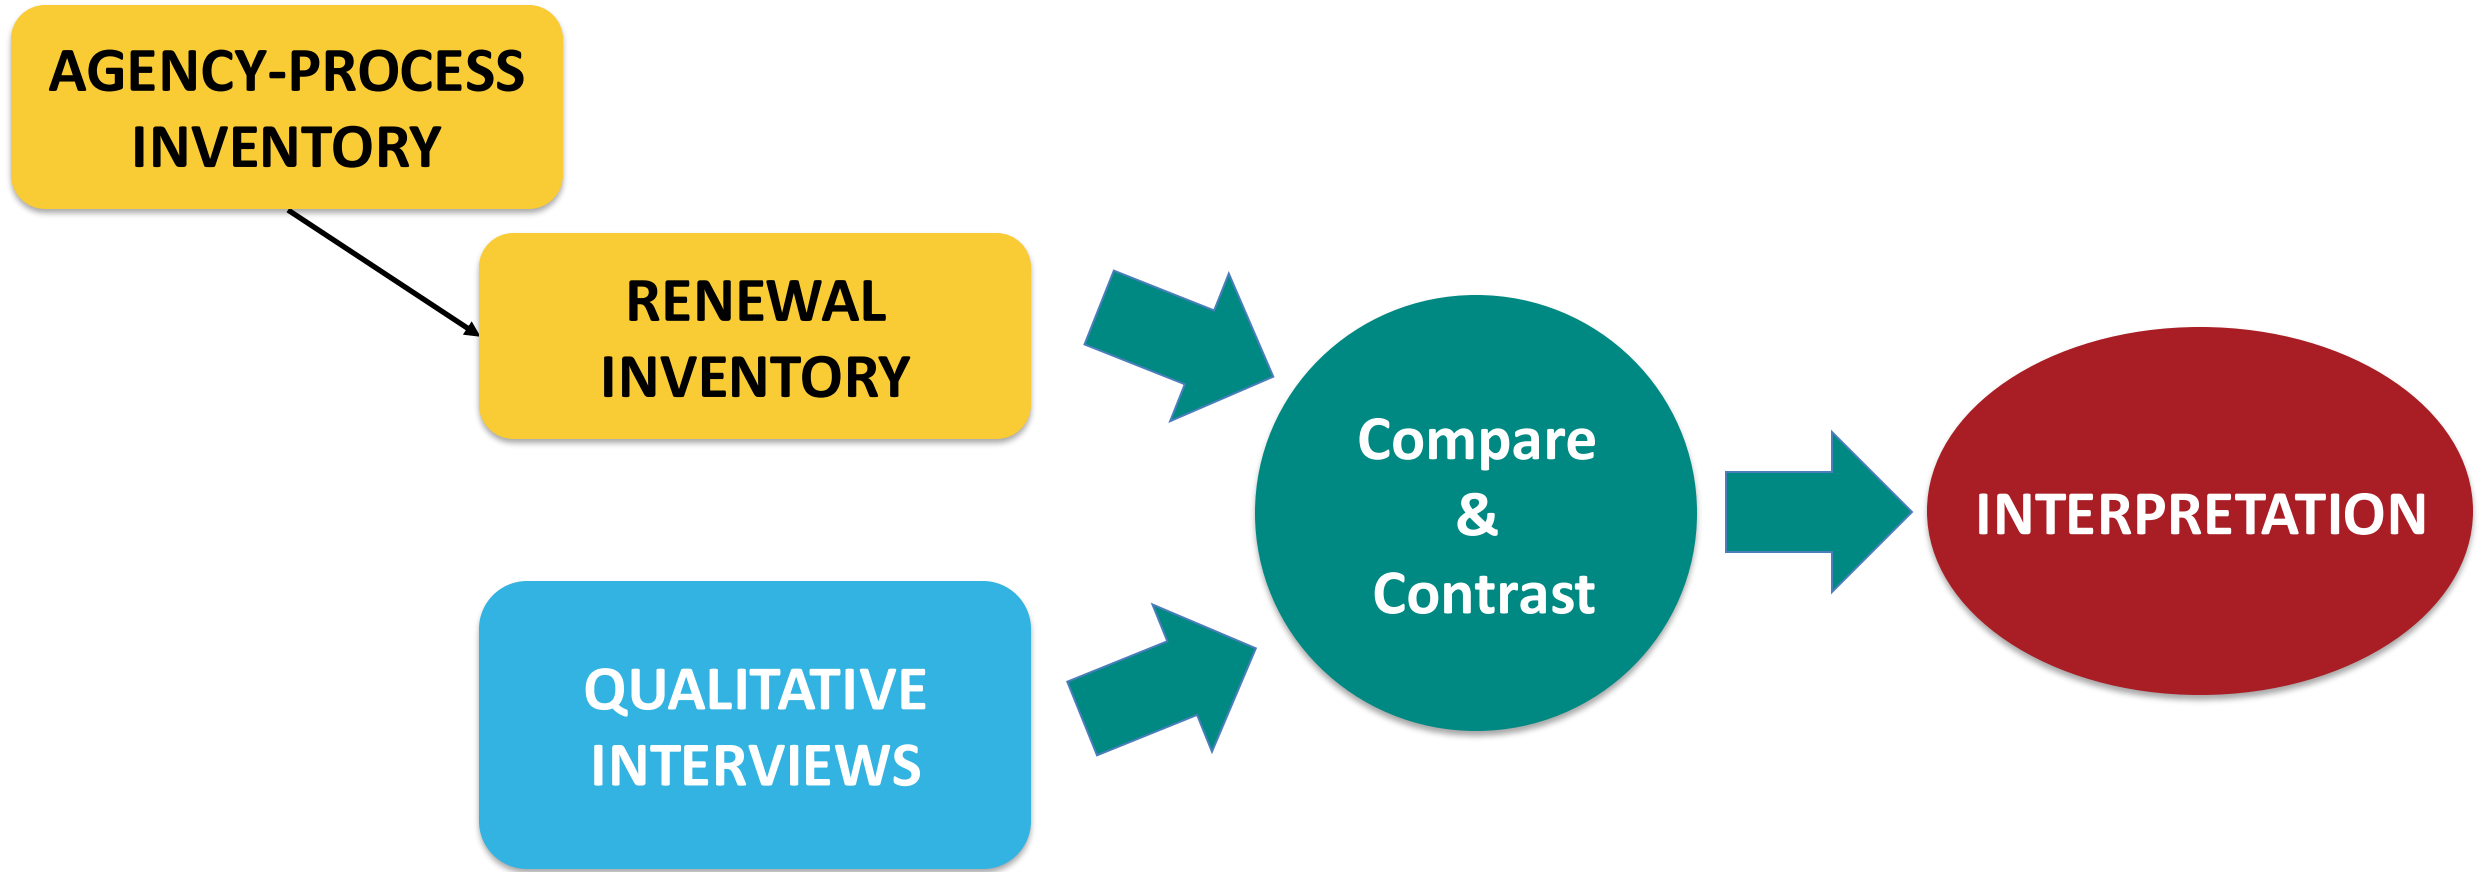 AGENCY-PROCESS
INVENTORY
RENEWAL
INVENTORY
QUALITATIVE
INTERVIEWS
Compare
&
Contrast
INTERPRETATION